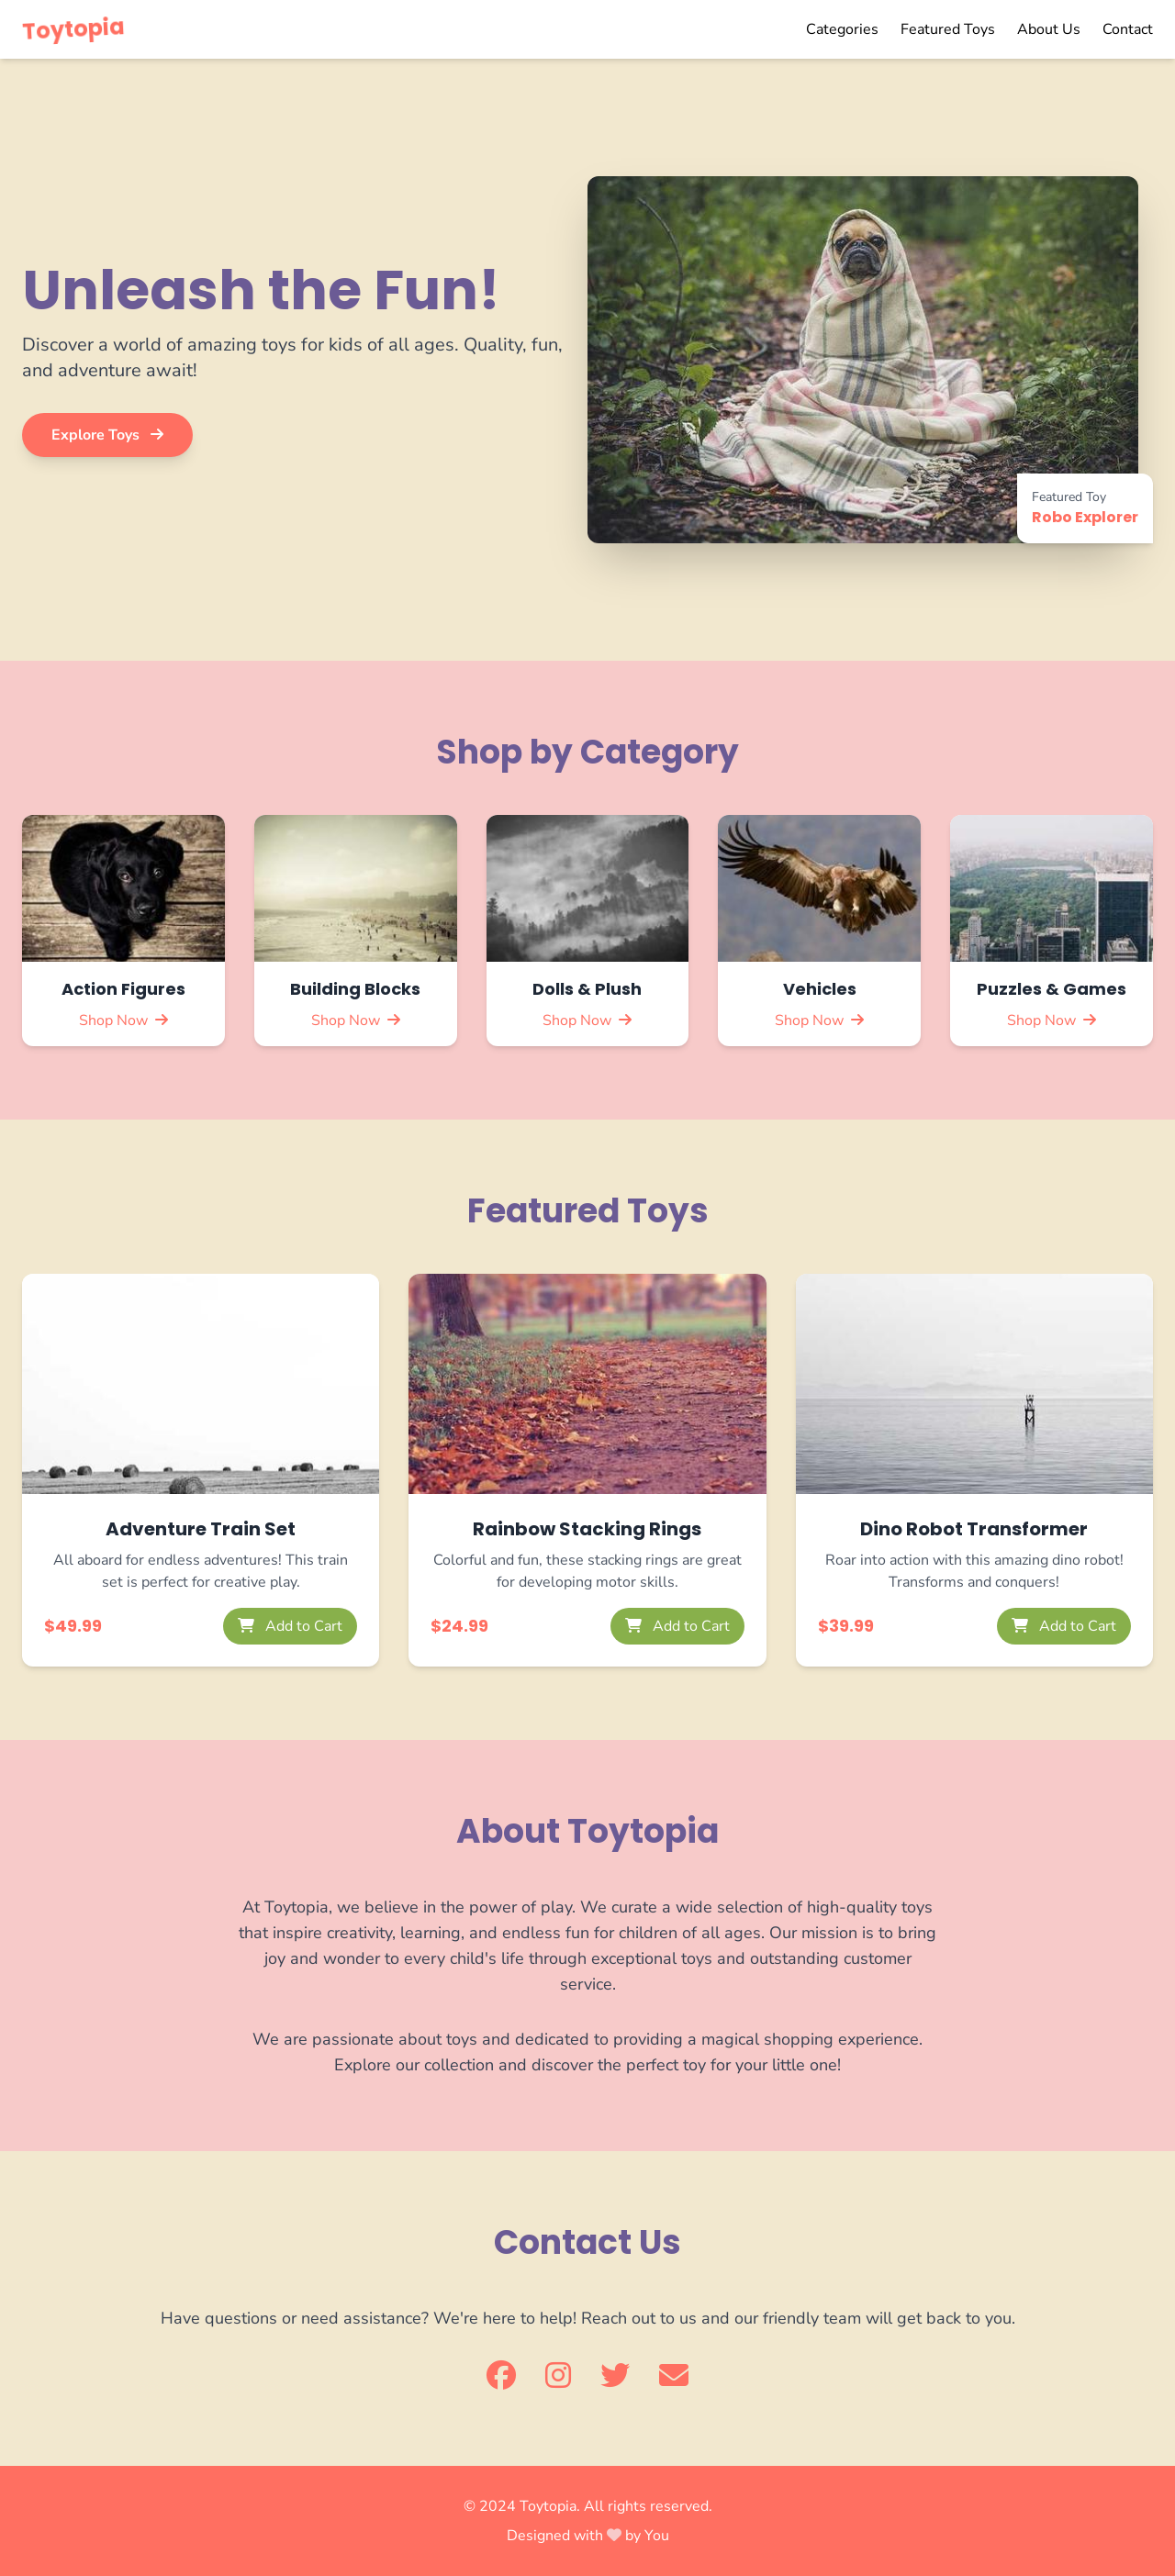 Toytopia
Categories
Featured Toys
About Us
Contact
Unleash the Fun!
Discover a world of amazing toys for kids of all ages. Quality, fun,
and adventure await!
Explore Toys
Featured Toy
Robo Explorer
Shop by Category
Action Figures
Shop Now
Building Blocks
Shop Now
Dolls & Plush
Shop Now
Vehicles
Shop Now
Puzzles & Games
Shop Now
Featured Toys
Adventure Train Set
All aboard for endless adventures! This train
set is perfect for creative play.
$49.99
Add to Cart
Rainbow Stacking Rings
Colorful and fun, these stacking rings are great
for developing motor skills.
$24.99
Add to Cart
Dino Robot Transformer
Roar into action with this amazing dino robot!
Transforms and conquers!
$39.99
Add to Cart
About Toytopia
At Toytopia, we believe in the power of play. We curate a wide selection of high-quality toys
that inspire creativity, learning, and endless fun for children of all ages. Our mission is to bring
joy and wonder to every child's life through exceptional toys and outstanding customer
service.
We are passionate about toys and dedicated to providing a magical shopping experience.
Explore our collection and discover the perfect toy for your little one!
Contact Us
Have questions or need assistance? We're here to help! Reach out to us and our friendly team will get back to you.
© 2024 Toytopia. All rights reserved.
Designed with by You